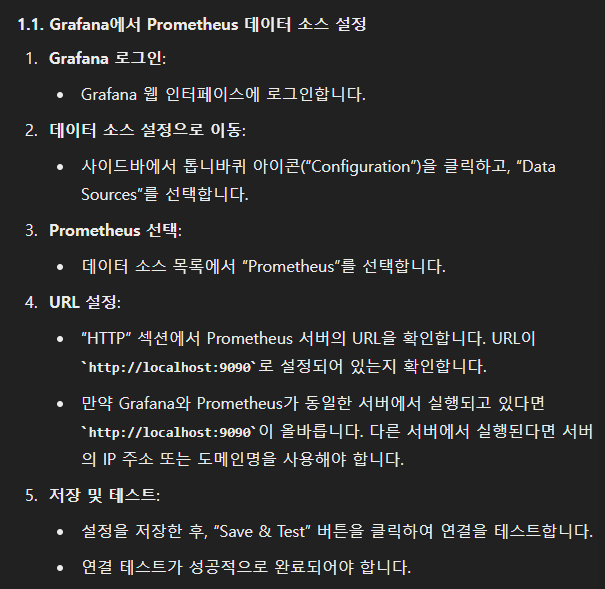 1.1. Grafana에서 Prometheus 데이터 소스 설정
1. Grafana 로그인:
• Grafana 웹 인터페이스에 로그인합니다.
2. 데이터 소스 설정으로 이동:
• 사이드바에서 톱니바퀴 아이콘(“Configuration”)을 클릭하고, “Data
Sources”를 선택합니다.
3. Prometheus 선택:
• 데이터 소스 목록에서 “Prometheus”를 선택합니다.
4. URL 설정:
• “HTTP” 섹션에서 Prometheus 서버의 URL을 확인합니다. URL이
`http://localhost:9090`로 설정되어 있는지 확인합니다.
• 만약 Grafana와 Prometheus가 동일한 서버에서 실행되고 있다면
`http://localhost:9090`이 올바릅니다. 다른 서버에서 실행된다면 서버
의 IP 주소 또는 도메인명을 사용해야 합니다.
5. 저장 및 테스트:
• 설정을 저장한 후, “Save & Test” 버튼을 클릭하여 연결을 테스트합니다.
• 연결 테스트가 성공적으로 완료되어야 합니다.